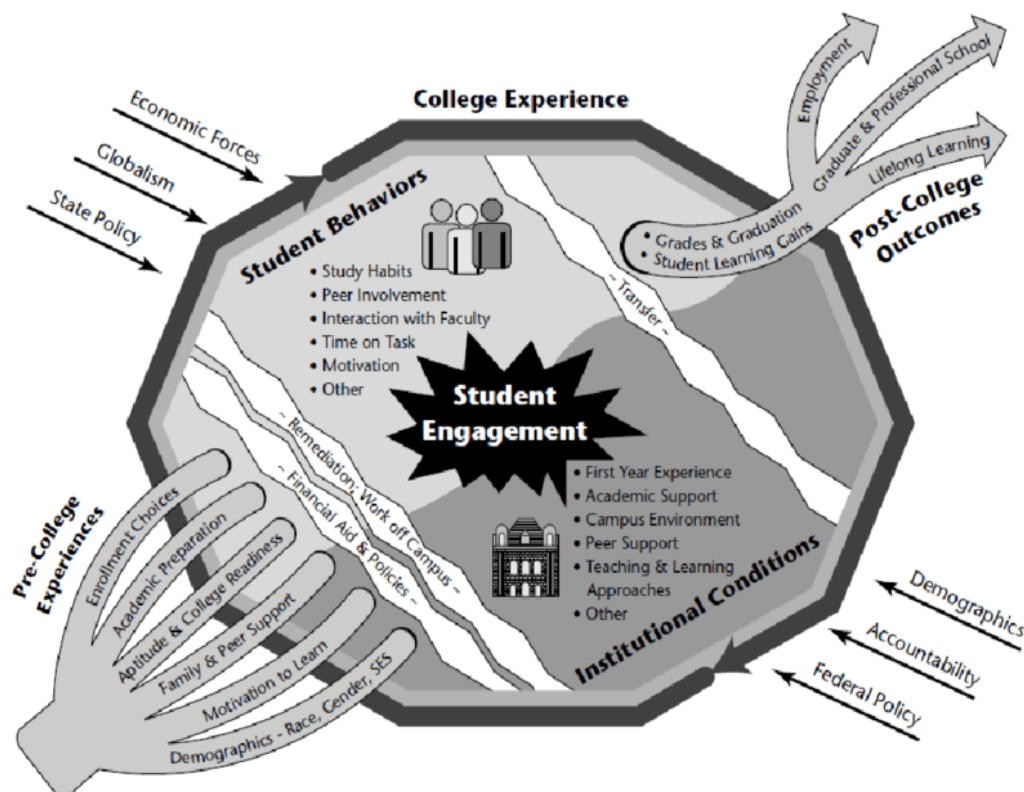 College Experience
Economic Forces
Globalism
State Policy
Student Behaviors
• Study Habits
• Peer Involvement
• Interaction with Faculty
• Time on Task
• Motivation
• Other
Employment
Graduate & Professional School
Lifelong Learning
Post-College
Outcomes
• Grades & Graduation
• Student Learning Gains
~ Transfer ~
Student
Engagement
~ Remediation; Work off Campus ~
~ Financial Aid & Policies ~
• First Year Experience
• Academic Support
• Campus Environment
• Peer Support
• Teaching & Learning
Approaches
• Other
Institutional Conditions
Pre-College
Experiences
Enrollment Choices
Academic Preparation
Aptitude & College Readiness
Family & Peer Support
Motivation to Learn
Demographics - Race, Gender, SES
Demographics
Accountability
Federal Policy